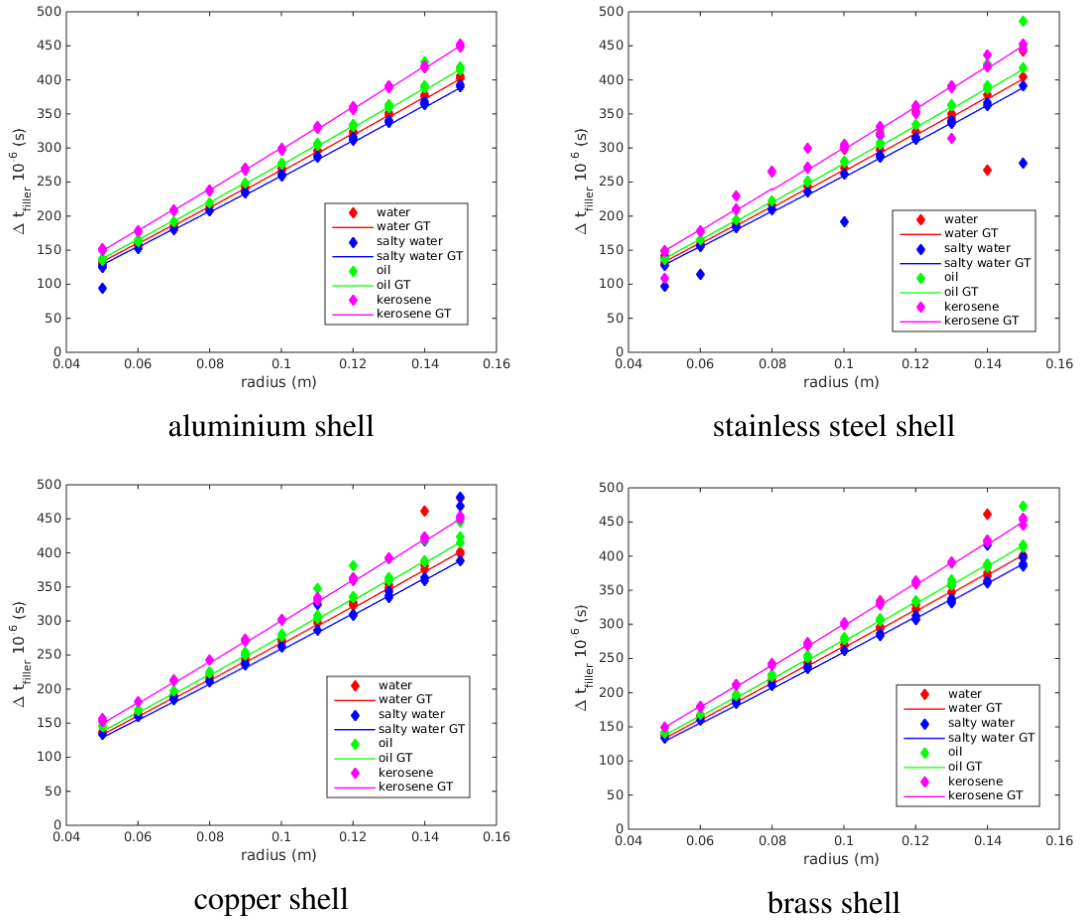 500
450
400
350
300
250
200
150
100
50
0
Δ t_filler 10^-6 (s)
water
water GT
salty water
salty water GT
oil
oil GT
kerosene
kerosene GT
0.04 0.06 0.08 0.1 0.12 0.14 0.16
radius (m)
aluminium shell
500
450
400
350
300
250
200
150
100
50
0
Δ t_filler 10^-6 (s)
water
water GT
salty water
salty water GT
oil
oil GT
kerosene
kerosene GT
0.04 0.06 0.08 0.1 0.12 0.14 0.16
radius (m)
stainless steel shell
500
450
400
350
300
250
200
150
100
50
0
Δ t_filler 10^-6 (s)
water
water GT
salty water
salty water GT
oil
oil GT
kerosene
kerosene GT
0.04 0.06 0.08 0.1 0.12 0.14 0.16
radius (m)
copper shell
500
450
400
350
300
250
200
150
100
50
0
Δ t_filler 10^-6 (s)
water
water GT
salty water
salty water GT
oil
oil GT
kerosene
kerosene GT
0.04 0.06 0.08 0.1 0.12 0.14 0.16
radius (m)
brass shell